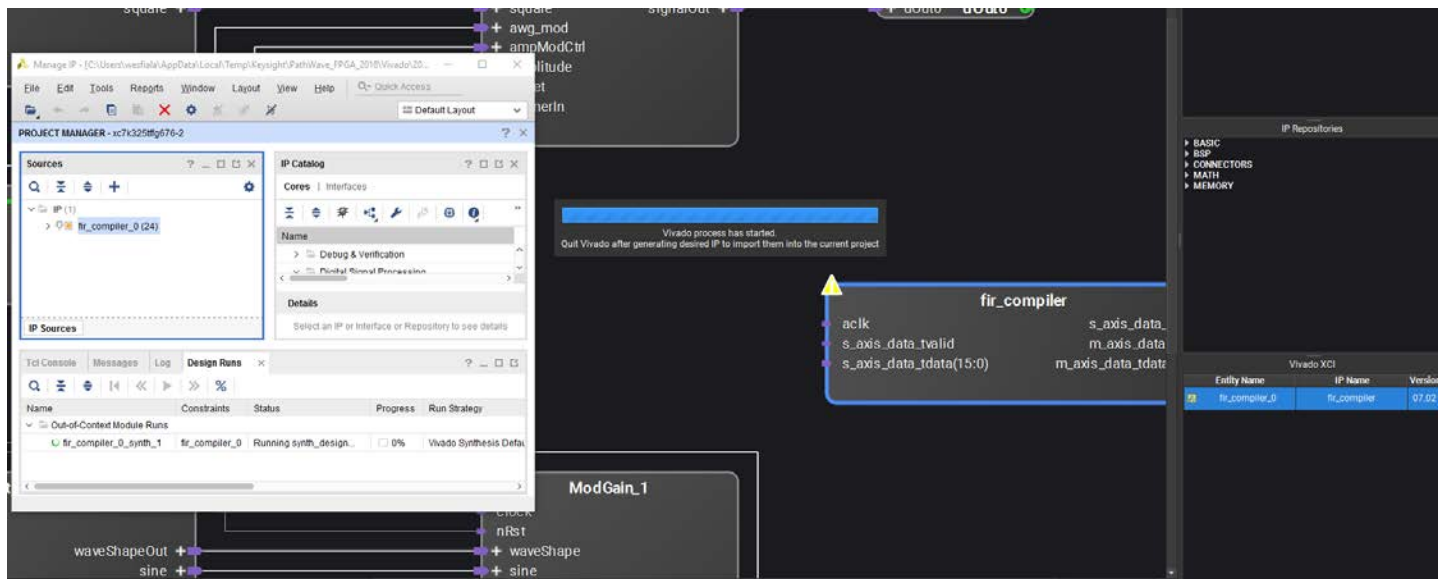 square
+ square
signalOut +
+ dOut0 dOut0
+ awg_mod
+ ampModCtrl
Manage IP - [C:\Users\wesfiala\AppData\Local\Temp\Keysight\PathWave_FPGA_2018\Vivado\20...
File Edit Tools Reports Window Layout View Help Quick Access
Default Layout
PROJECT MANAGER - xc7k325tffg676-2
Sources
IP (1)
fir_compiler_0 (24)
IP Sources
IP Catalog
Cores | Interfaces
Name
Debug & Verification
Digital Signal Processing
Details
Select an IP or Interface or Repository to see details
Tcl Console Messages Log Design Runs
Name Constraints Status Progress Run Strategy
Out-of-Context Module Runs
fir_compiler_0_synth_1 fir_compiler_0 Running synth_design... 0% Vivado Synthesis Defau
Vivado process has started.
Quit Vivado after generating desired IP to import them into the current project
fir_compiler
aclk s_axis_data_
s_axis_data_tvalid m_axis_data
s_axis_data_tdata(15:0) m_axis_data_tdata
IP Repositories
BASIC
BSP
CONNECTORS
MATH
MEMORY
Vivado XCI
Entity Name IP Name Version
fir_compiler_0 fir_compiler 07.02
ModGain_1
clock
nRst
waveShapeOut + + waveShape
sine + + sine